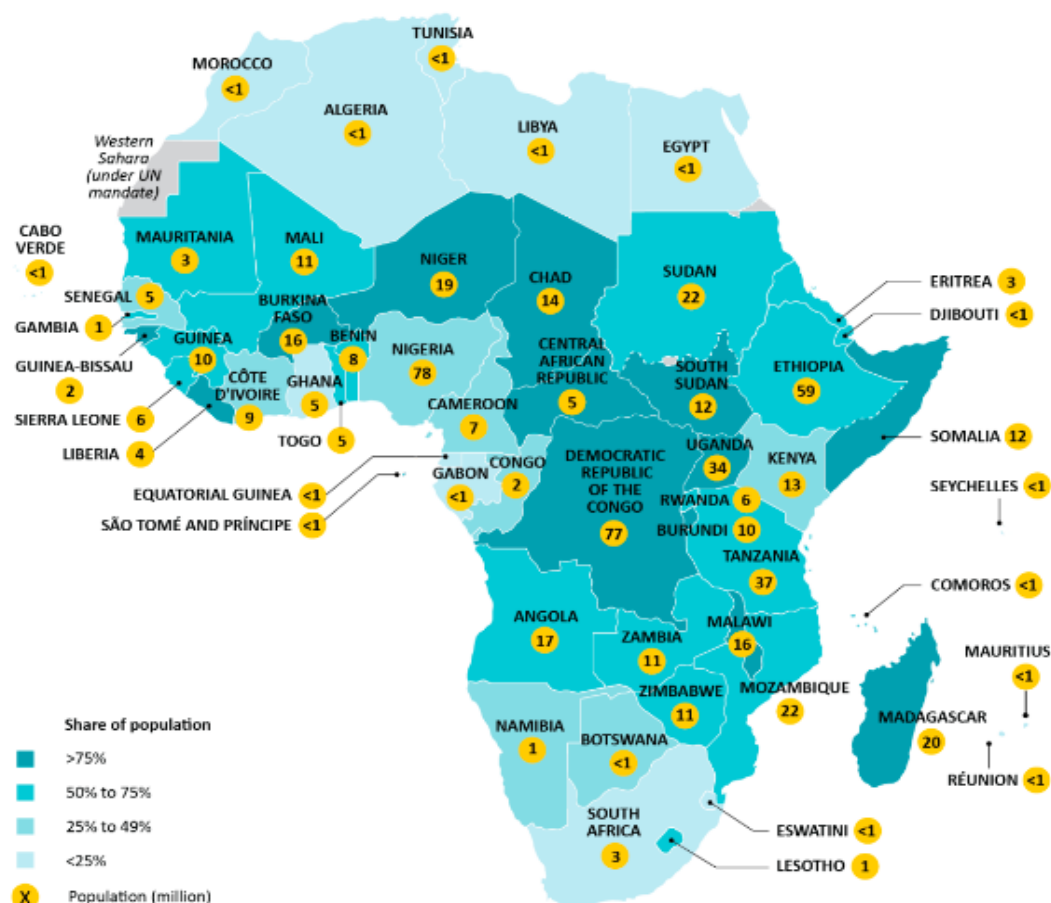 TUNISIA
<1
MOROCCO
<1
ALGERIA
<1
LIBYA
<1
EGYPT
<1
Western
Sahara
(under UN
mandate)
CABO
VERDE
<1
MAURITANIA
3
MALI
11
NIGER
19
CHAD
14
SUDAN
22
ERITREA 3
DJIBOUTI <1
SENEGAL 5
GAMBIA 1
GUINEA-BISSAU
2
GUINEA
10
BURKINA
FASO
16
BENIN
8
NIGERIA
78
CENTRAL
AFRICAN
REPUBLIC
5
SOUTH
SUDAN
12
ETHIOPIA
59
SIERRA LEONE 6
LIBERIA 4
CÔTE
D'IVOIRE
9
GHANA
5
TOGO 5
CAMEROON
7
SOMALIA 12
EQUATORIAL GUINEA <1
SÃO TOMÉ AND PRÍNCIPE <1
GABON
<1
CONGO
2
DEMOCRATIC
REPUBLIC
OF THE
CONGO
77
UGANDA
34
KENYA
13
RWANDA 6
BURUNDI 10
TANZANIA
37
SEYCHELLES <1
COMOROS <1
ANGOLA
17
ZAMBIA
11
MALAWI
16
MAURITIUS
<1
ZIMBABWE
11
MOZAMBIQUE
22
MADAGASCAR
20
RÉUNION <1
NAMIBIA
1
BOTSWANA
<1
SOUTH
AFRICA
3
ESWATINI <1
LESOTHO 1
Share of population
>75%
50% to 75%
25% to 49%
<25%
X Population (million)